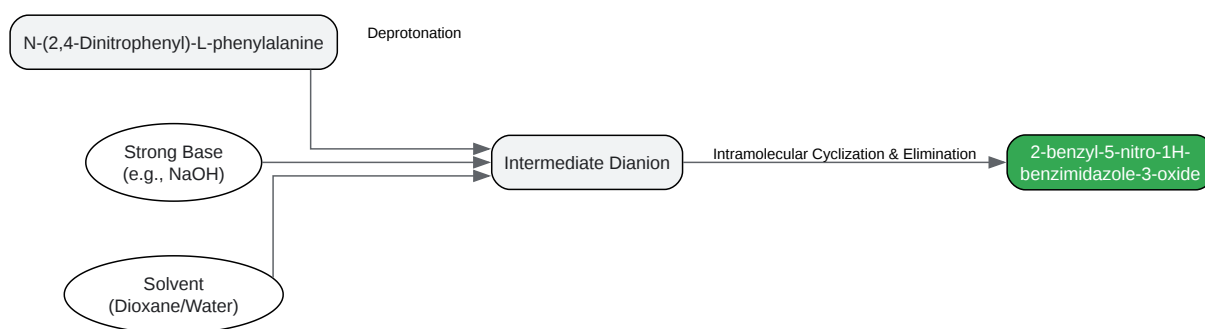 N-(2,4-Dinitrophenyl)-L-phenylalanine
Deprotonation
Strong Base
(e.g., NaOH)
Intermediate Dianion
Intramolecular Cyclization & Elimination
2-benzyl-5-nitro-1H-
benzimidazole-3-oxide
Solvent
(Dioxane/Water)